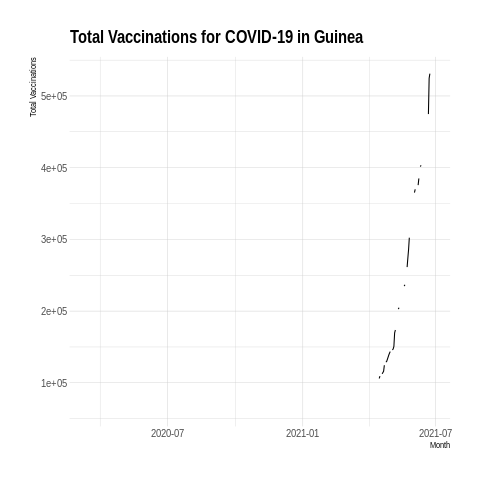 Total Vaccinations for COVID-19 in Guinea
Total Vaccinations
5e+05
4e+05
3e+05
2e+05
1e+05
2020-07 2021-01 2021-07
Month